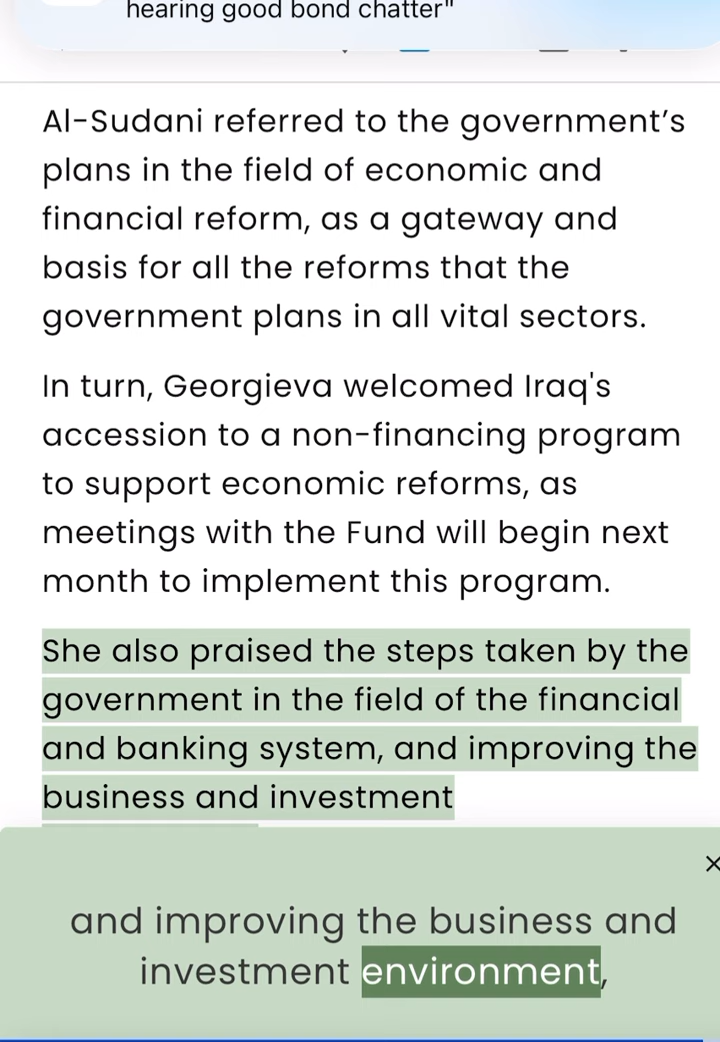 hearing good bond chatter"
Al-Sudani referred to the government’s
plans in the field of economic and
financial reform, as a gateway and
basis for all the reforms that the
government plans in all vital sectors.
In turn, Georgieva welcomed Iraq's
accession to a non-financing program
to support economic reforms, as
meetings with the Fund will begin next
month to implement this program.
She also praised the steps taken by the
government in the field of the financial
and banking system, and improving the
business and investment
and improving the business and
investment environment,